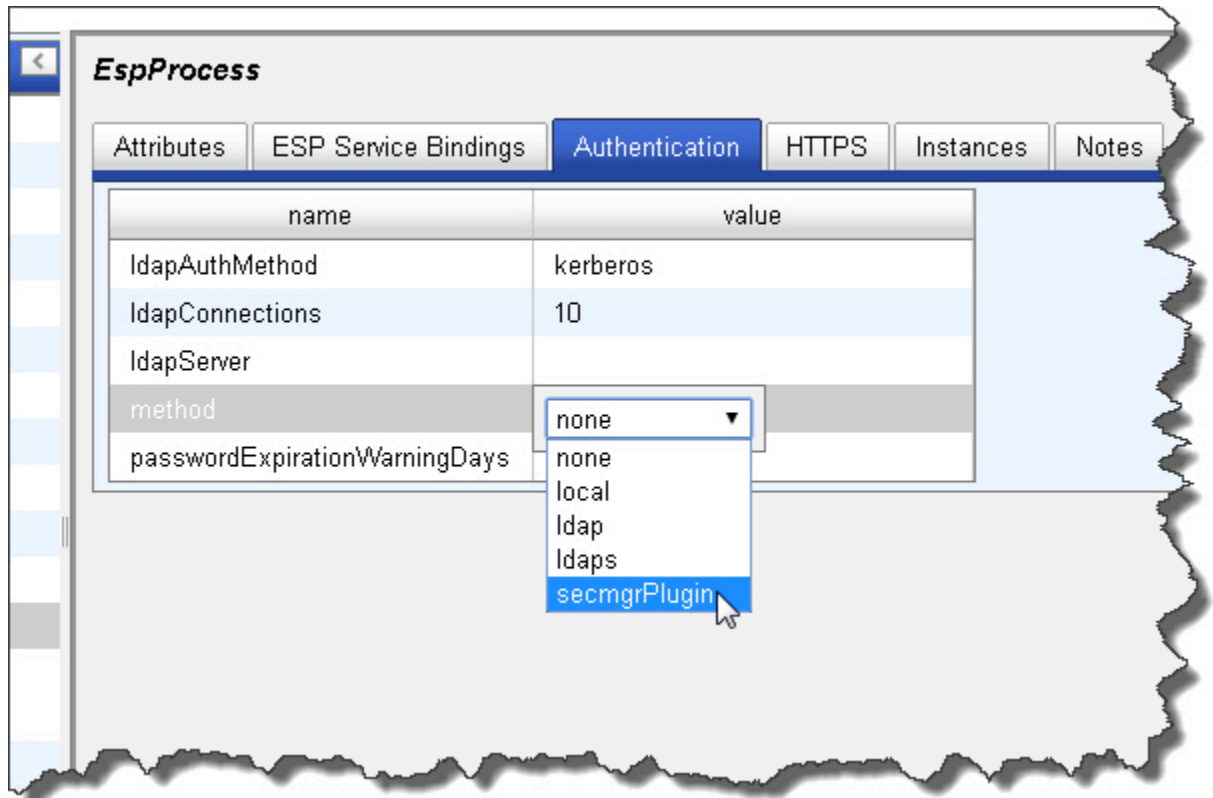 EspProcess
Attributes ESP Service Bindings Authentication HTTPS Instances Notes
name value
ldapAuthMethod kerberos
ldapConnections 10
ldapServer
method none
passwordExpirationWarningDays none
local
ldap
ldaps
secmgrPlugin